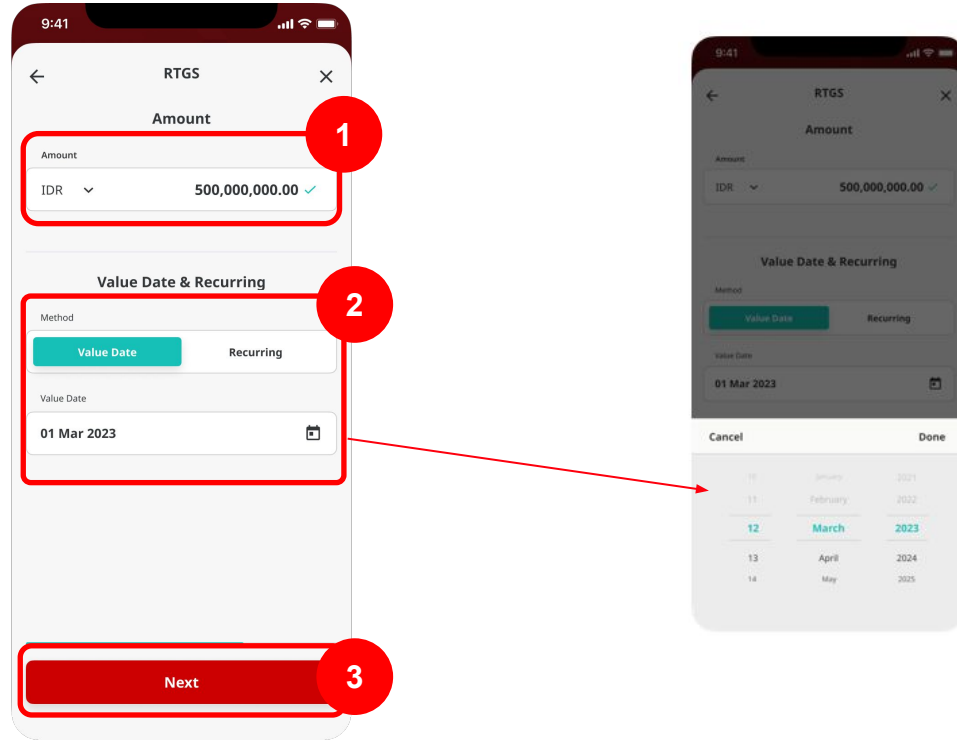 9:41
RTGS
Amount
1
Amount
IDR 500,000,000.00
Value Date & Recurring
2
Method
Value Date Recurring
Value Date
01 Mar 2023
Next
3
9:41
RTGS
Amount
Amount
IDR 500,000,000.00
Value Date & Recurring
Method
Value Date Recurring
Value Date
01 Mar 2023
Cancel Done
10 January 2021
11 February 2022
12 March 2023
13 April 2024
14 May 2025